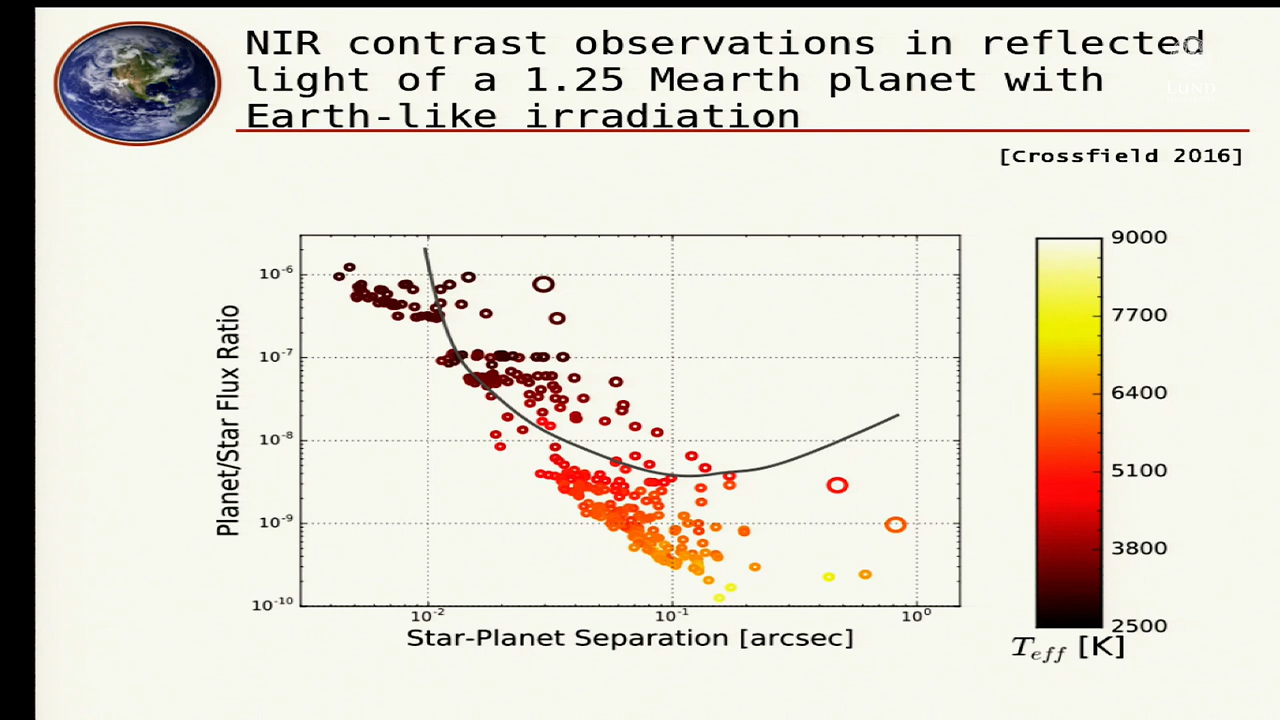 NIR contrast observations in reflected
light of a 1.25 Mearth planet with
Earth-like irradiation
LUND
[Crossfield 2016]
Planet/Star Flux Ratio
10⁻⁶
10⁻⁷
10⁻⁸
10⁻⁹
10⁻¹⁰
10⁻²
10⁻¹
10⁰
Star-Planet Separation [arcsec]
9000
7700
6400
5100
3800
2500
T_eff [K]